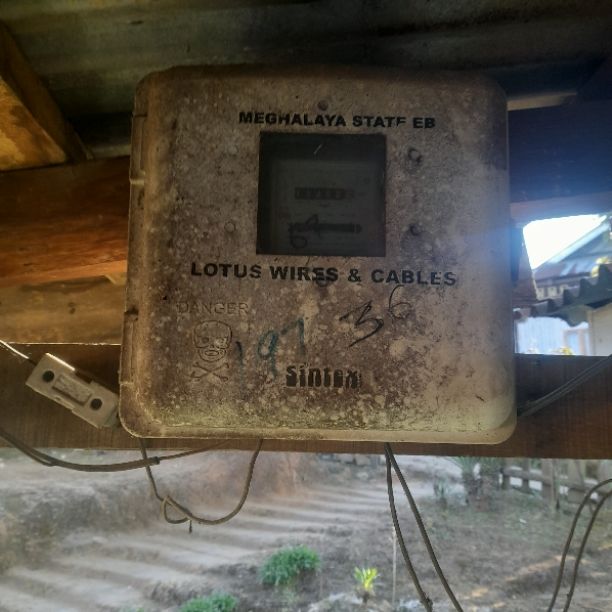 MEGHALAYA STATE EB
LOTUS WIRES & CABLES
DANGER
197 36
Sintex